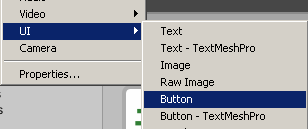 Video
UI
Camera
Properties...
Text
Text - TextMeshPro
Image
Raw Image
Button
Button - TextMeshPro